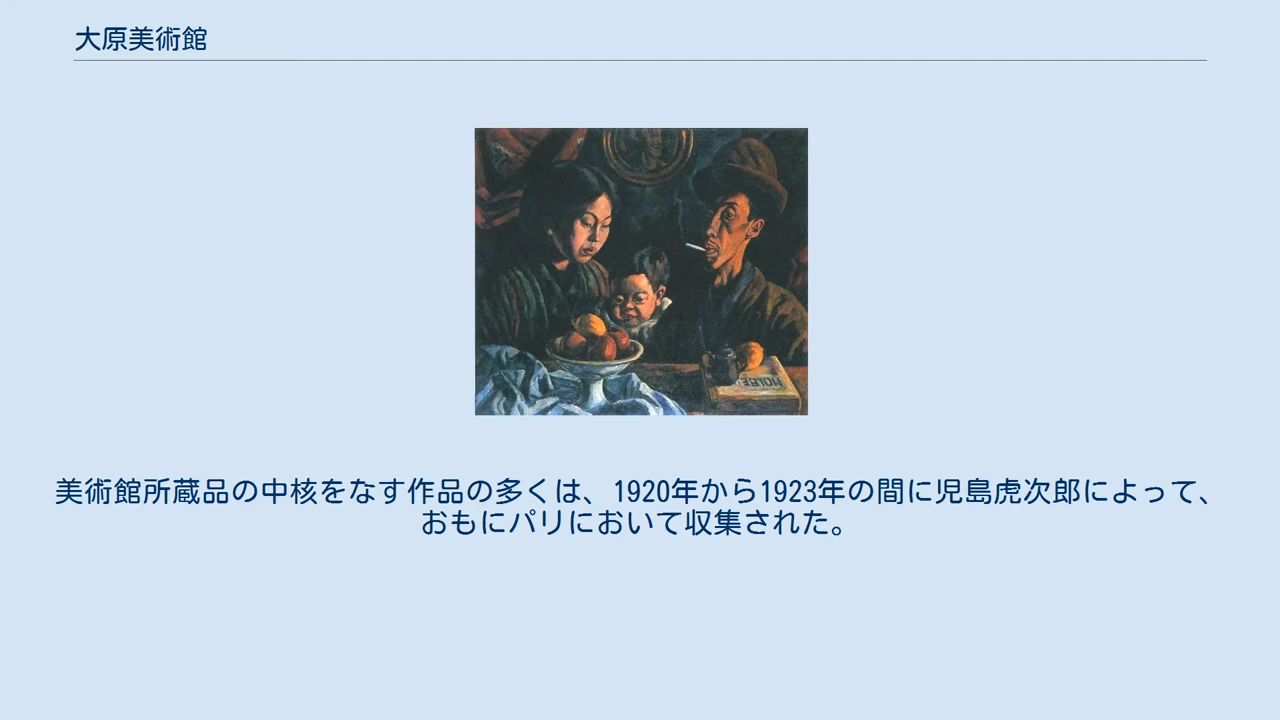 大原美術館
美術館所蔵品の中核をなす作品の多くは、1920年から1923年の間に児島虎次郎によって、
おもにパリにおいて収集された。